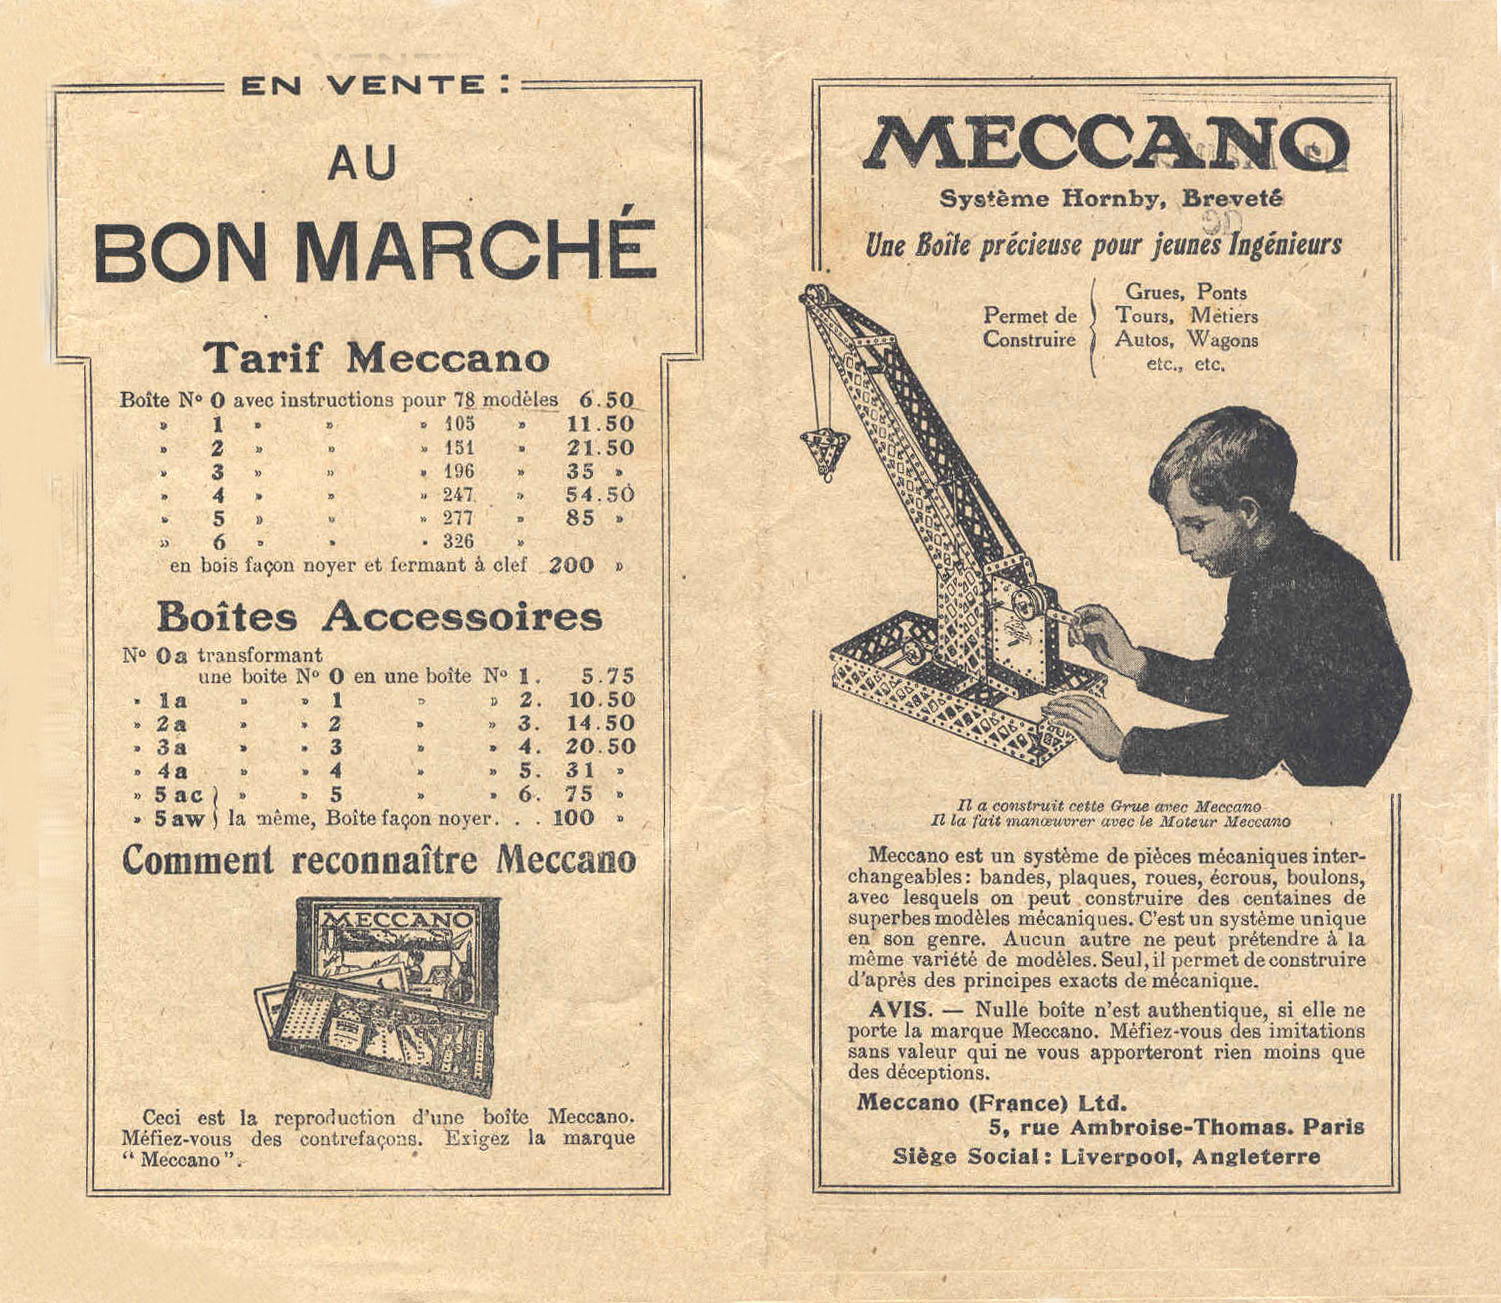 EN VENTE :
AU
BON MARCHÉ
Tarif Meccano
Boîte Nº 0 avec instructions pour 78 modèles 6.50
» 1 » » » 105 » 11.50
» 2 » » » 151 » 21.50
» 3 » » » 196 » 35 »
» 4 » » » 247 » 54.50
» 5 » » » 277 » 85 »
» 6 » » » 326 »
en bois façon noyer et fermant à clef 200 »
Boîtes Accessoires
Nº 0a transformant
une boite Nº 0 en une boîte Nº 1. 5.75
» 1a » » 1 » » 2. 10.50
» 2a » » 2 » » 3. 14.50
» 3a » » 3 » » 4. 20.50
» 4a » » 4 » » 5. 31 »
» 5ac ) » » 5 » » 6. 75 »
» 5aw ) la même, Boîte façon noyer. . . 100 »
Comment reconnaître Meccano
MECCANO
Ceci est la reproduction d'une boîte Meccano.
Méfiez-vous des contrefaçons. Exigez la marque
“ Meccano ”.
MECCANO
Système Hornby, Breveté
Une Boîte précieuse pour jeunes Ingénieurs
Permet de
Construire
Grues, Ponts
Tours, Métiers
Autos, Wagons
etc., etc.
Il a construit cette Grue avec Meccano
Il la fait manœuvrer avec le Moteur Meccano
Meccano est un système de pièces mécaniques inter-
changeables: bandes, plaques, roues, écrous, boulons,
avec lesquels on peut construire des centaines de
superbes modèles mécaniques. C'est un système unique
en son genre. Aucun autre ne peut prétendre à la
même variété de modèles. Seul, il permet de construire
d'après des principes exacts de mécanique.
AVIS. — Nulle boîte n'est authentique, si elle ne
porte la marque Meccano. Méfiez-vous des imitations
sans valeur qui ne vous apporteront rien moins que
des déceptions.
Meccano (France) Ltd.
5, rue Ambroise-Thomas. Paris
Siège Social : Liverpool, Angleterre